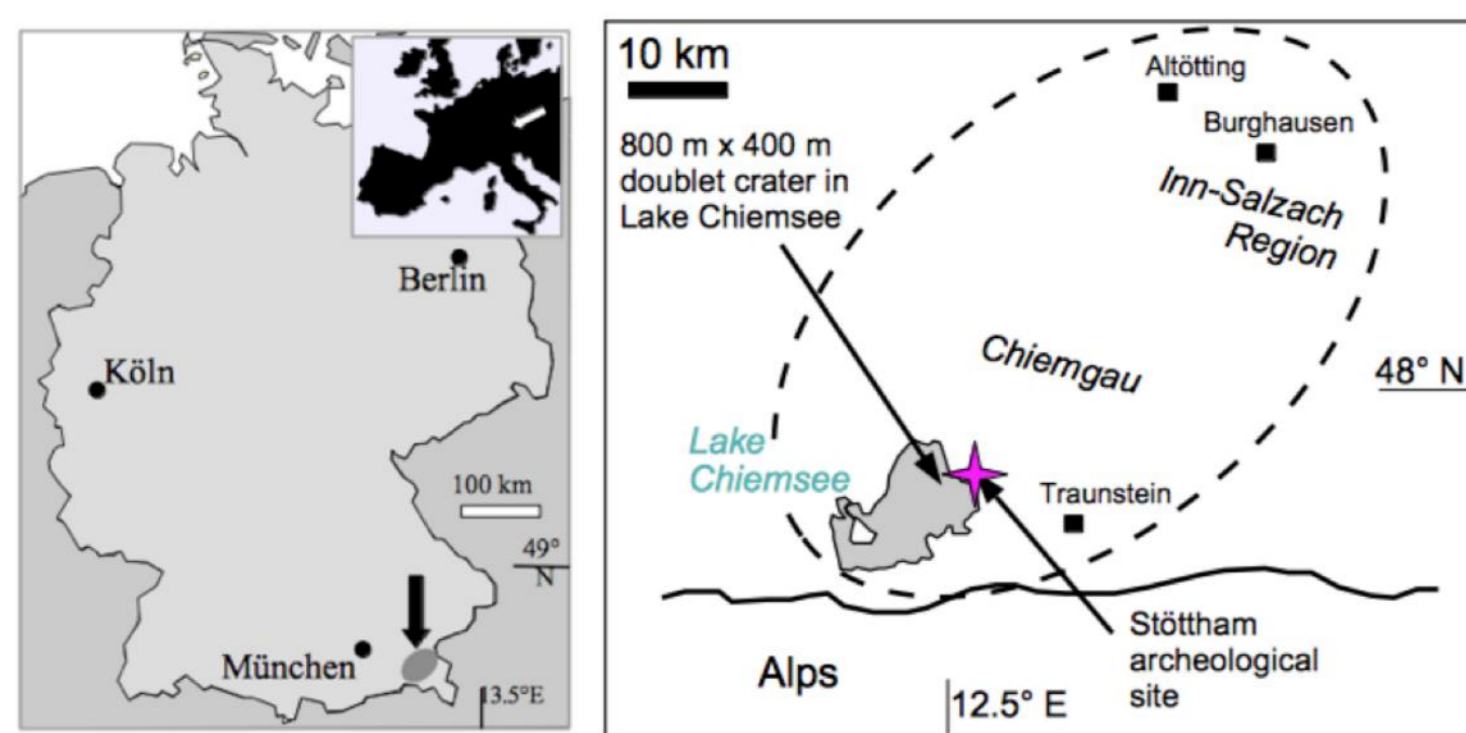 Berlin
Köln
100 km
49°
N
München
13.5°E
10 km
800 m x 400 m
doublet crater in
Lake Chiemsee
Altötting
Burghausen
Inn-Salzach
Region
Chiemgau
48° N
Lake
Chiemsee
Traunstein
Stöttham
archeological
site
Alps
12.5° E